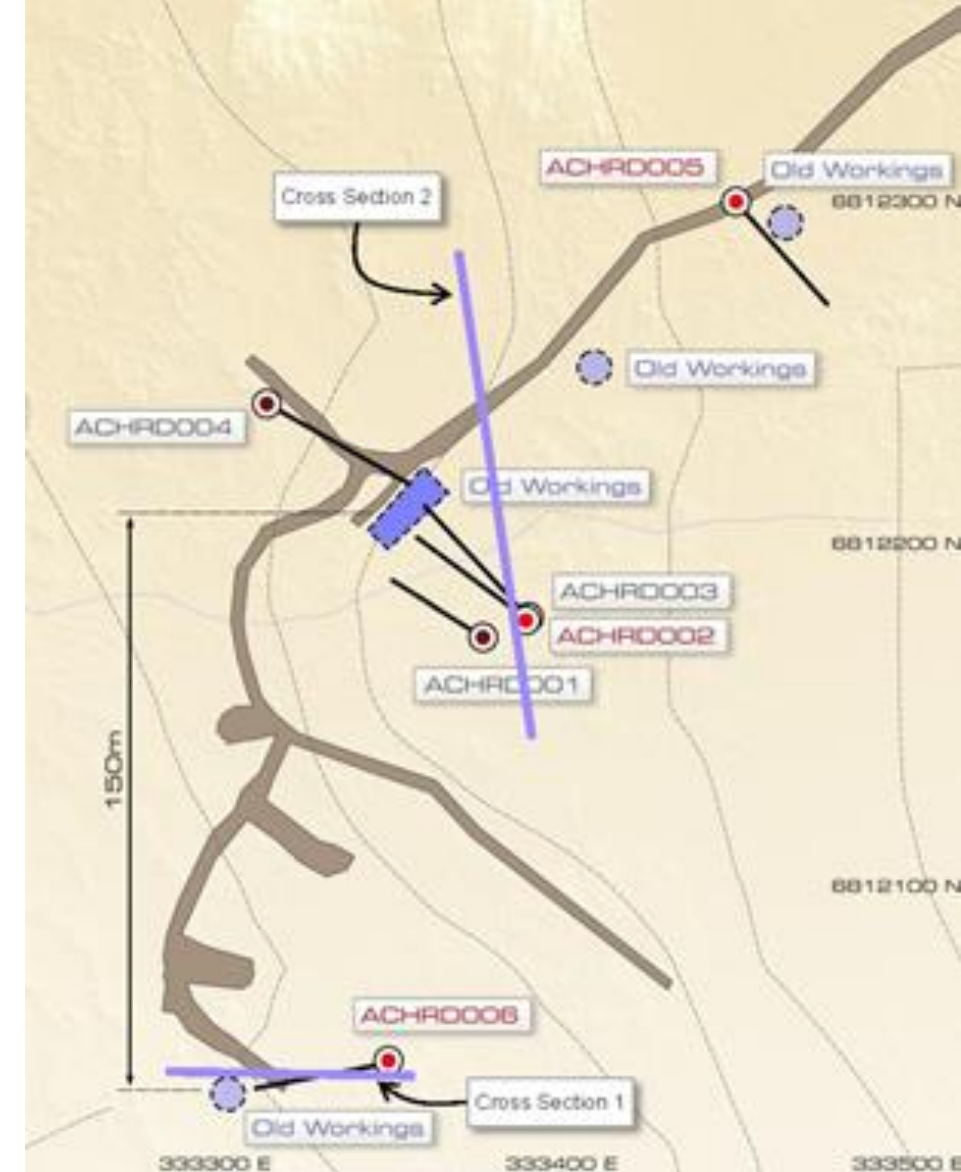 ACHRD005
Old Workings
6812300 N
Cross Section 2
Old Workings
ACHRD004
Old Workings
6812200 N
ACHRD003
ACHRD002
ACHRD001
150m
6812100 N
ACHRD006
Cross Section 1
Old Workings
333300 E
333400 E
333500 E